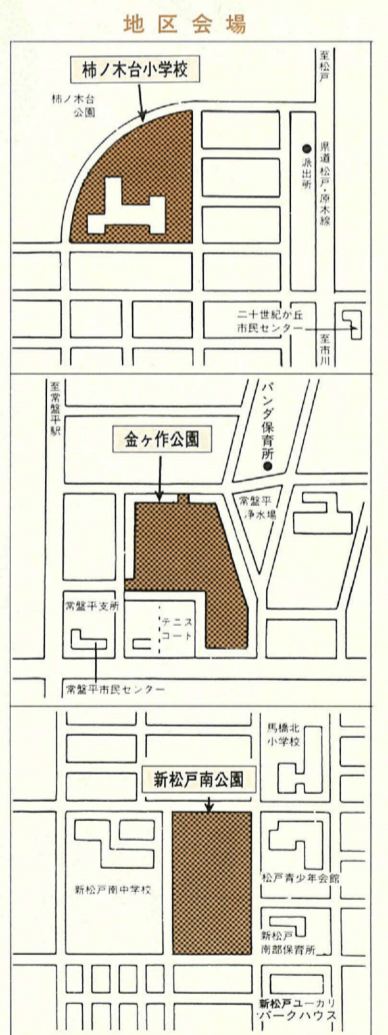 地区会場
柿ノ木台小学校
柿ノ木台
公園
至松戸
県道松戸・原木線
派出所
二十世紀が丘
市民センター
至市川
至常盤平駅
金ヶ作公園
パンダ保育所
常盤平
浄水場
常盤平支所
テニス
コート
常盤平市民センター
馬橋北
小学校
新松戸南公園
新松戸南中学校
松戸青少年会館
新松戸
南部保育所
新松戸ユーカリ
パークハウス